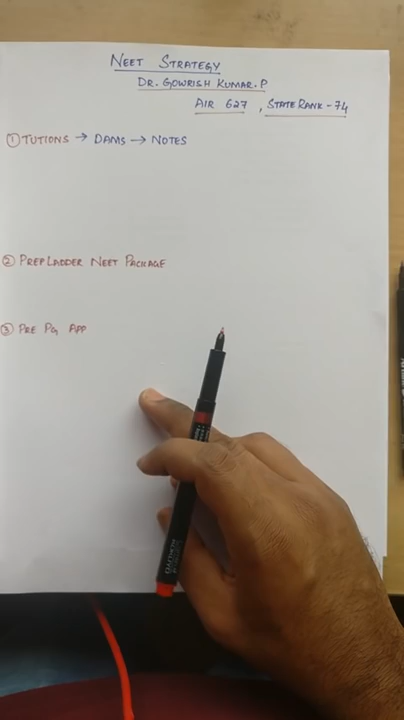 NEET STRATEGY
DR. GOWRISH KUMAR. P
AIR 627 , STATE RANK - 74
① TUTIONS → DAMS → NOTES
② PREPLADDER NEET PACKAGE
③ PRE PG APP